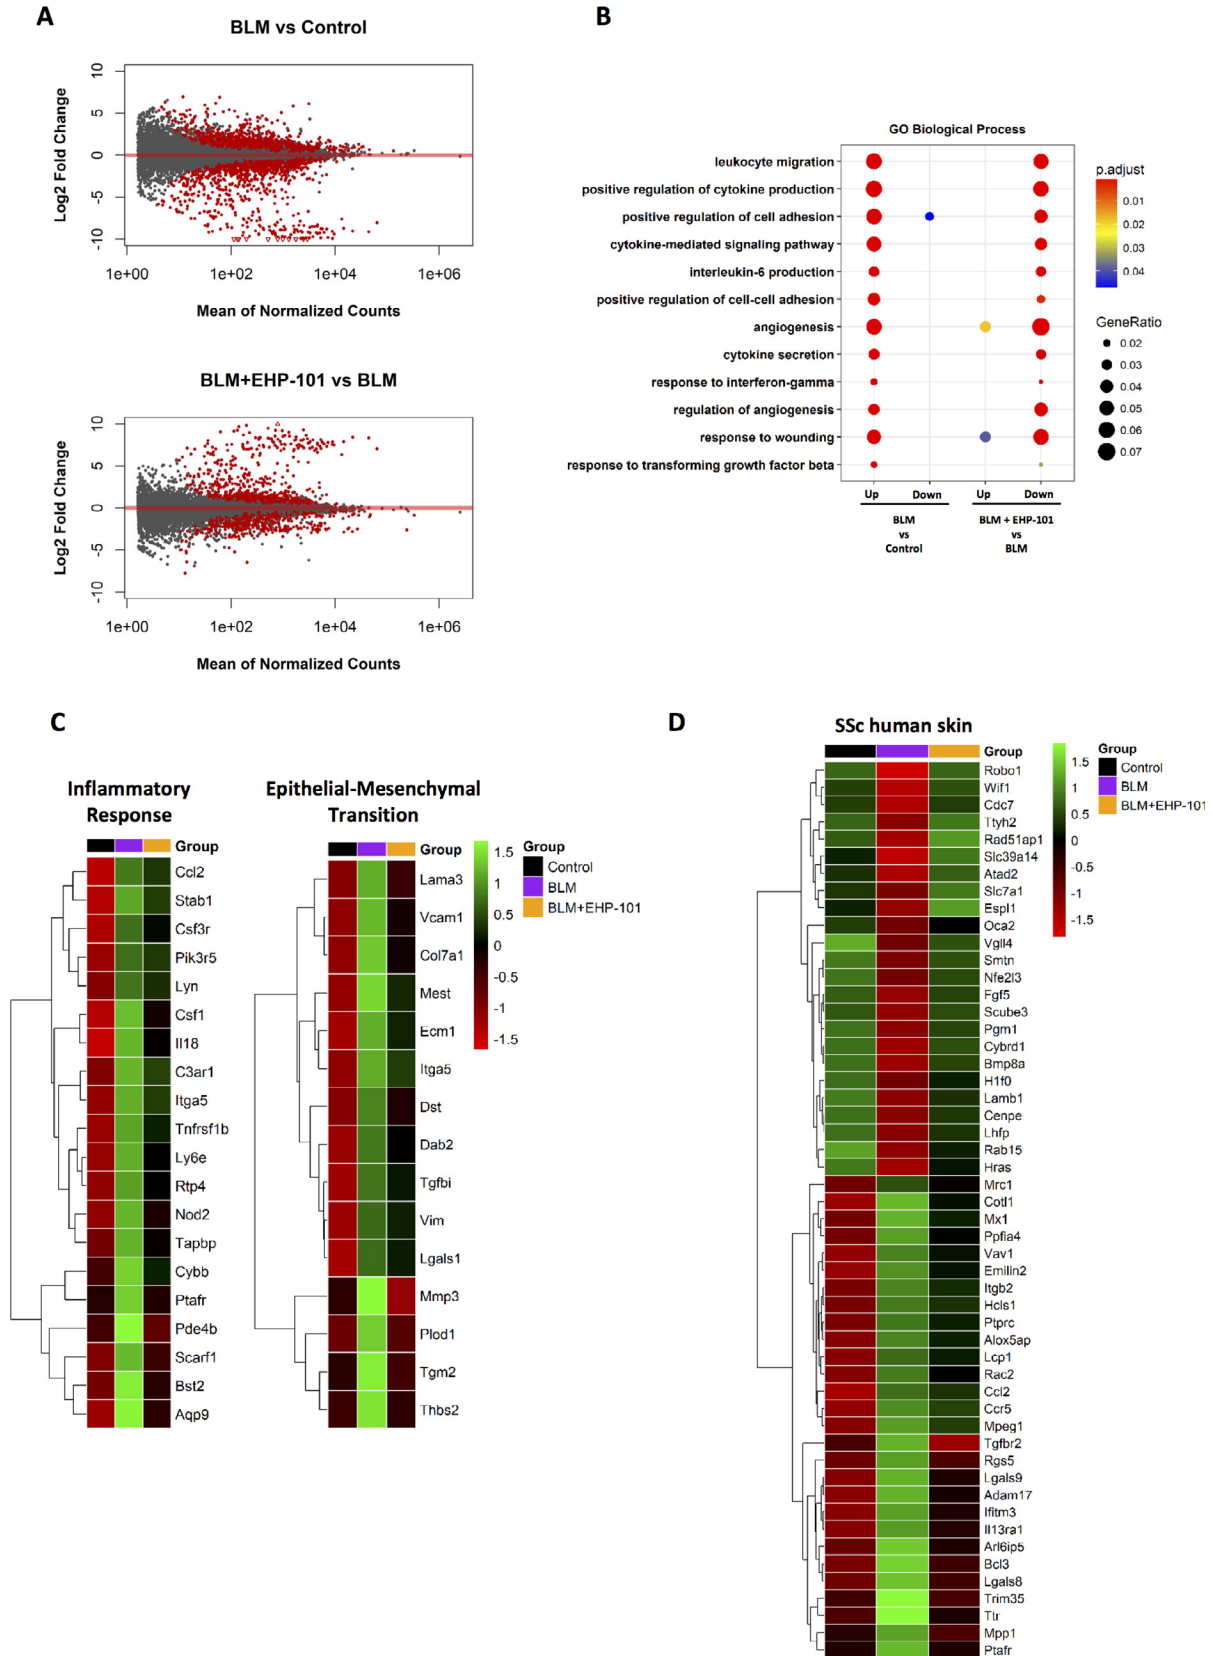 A
BLM vs Control
Log2 Fold Change
10
5
0
-5
-10
1e+00
1e+02
1e+04
1e+06
Mean of Normalized Counts
BLM+EHP-101 vs BLM
Log2 Fold Change
10
5
0
-5
-10
1e+00
1e+02
1e+04
1e+06
Mean of Normalized Counts
B
GO Biological Process
leukocyte migration
positive regulation of cytokine production
positive regulation of cell adhesion
cytokine-mediated signaling pathway
interleukin-6 production
positive regulation of cell-cell adhesion
angiogenesis
cytokine secretion
response to interferon-gamma
regulation of angiogenesis
response to wounding
response to transforming growth factor beta
Up
Down
Up
Down
BLM
vs
Control
BLM + EHP-101
vs
BLM
p.adjust
0.01
0.02
0.03
0.04
GeneRatio
0.02
0.03
0.04
0.05
0.06
0.07
C
Inflammatory
Response
Group
Ccl2
Stab1
Csf3r
Pik3r5
Lyn
Csf1
Il18
C3ar1
Itga5
Tnfrsf1b
Ly6e
Rtp4
Nod2
Tapbp
Cybb
Ptafr
Pde4b
Scarf1
Bst2
Aqp9
Epithelial-Mesenchymal
Transition
Group
Lama3
Vcam1
Col7a1
Mest
Ecm1
Itga5
Dst
Dab2
Tgfbi
Vim
Lgals1
Mmp3
Plod1
Tgm2
Thbs2
1.5
1
0.5
0
-0.5
-1
-1.5
Group
Control
BLM
BLM+EHP-101
D
SSc human skin
Group
Robo1
Wif1
Cdc7
Ttyh2
Rad51ap1
Slc39a14
Atad2
Slc7a1
Espl1
Oca2
Vgll4
Smtn
Nfe2l3
Fgf5
Scube3
Pgm1
Cybrd1
Bmp8a
H1f0
Lamb1
Cenpe
Lhfp
Rab15
Hras
Mrc1
Cotl1
Mx1
Ppfia4
Vav1
Emilin2
Itgb2
Hcls1
Ptprc
Alox5ap
Lcp1
Rac2
Ccl2
Ccr5
Mpeg1
Tgfbr2
Rgs5
Lgals9
Adam17
Ifitm3
Il13ra1
Arl6ip5
Bcl3
Lgals8
Trim35
Ttr
Mpp1
Ptafr
1.5
1
0.5
0
-0.5
-1
-1.5
Group
Control
BLM
BLM+EHP-101